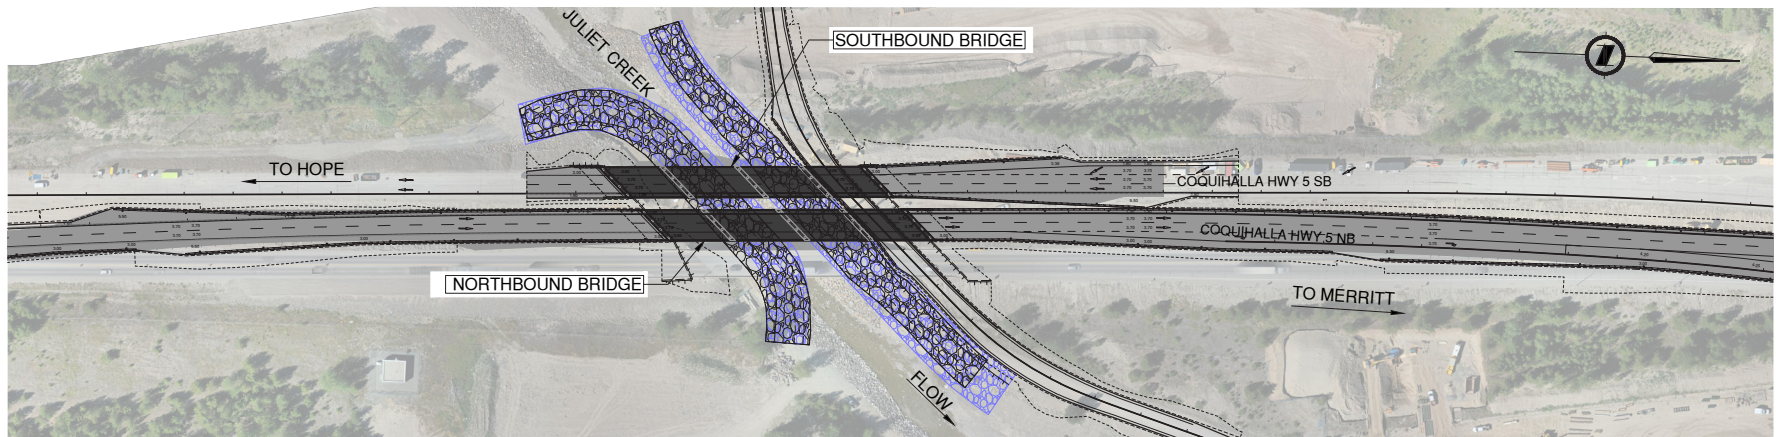 JULIET CREEK
SOUTHBOUND BRIDGE
TO HOPE
COQUIHALLA HWY 5 SB
COQUIHALLA HWY 5 NB
NORTHBOUND BRIDGE
TO MERRITT
FLOW